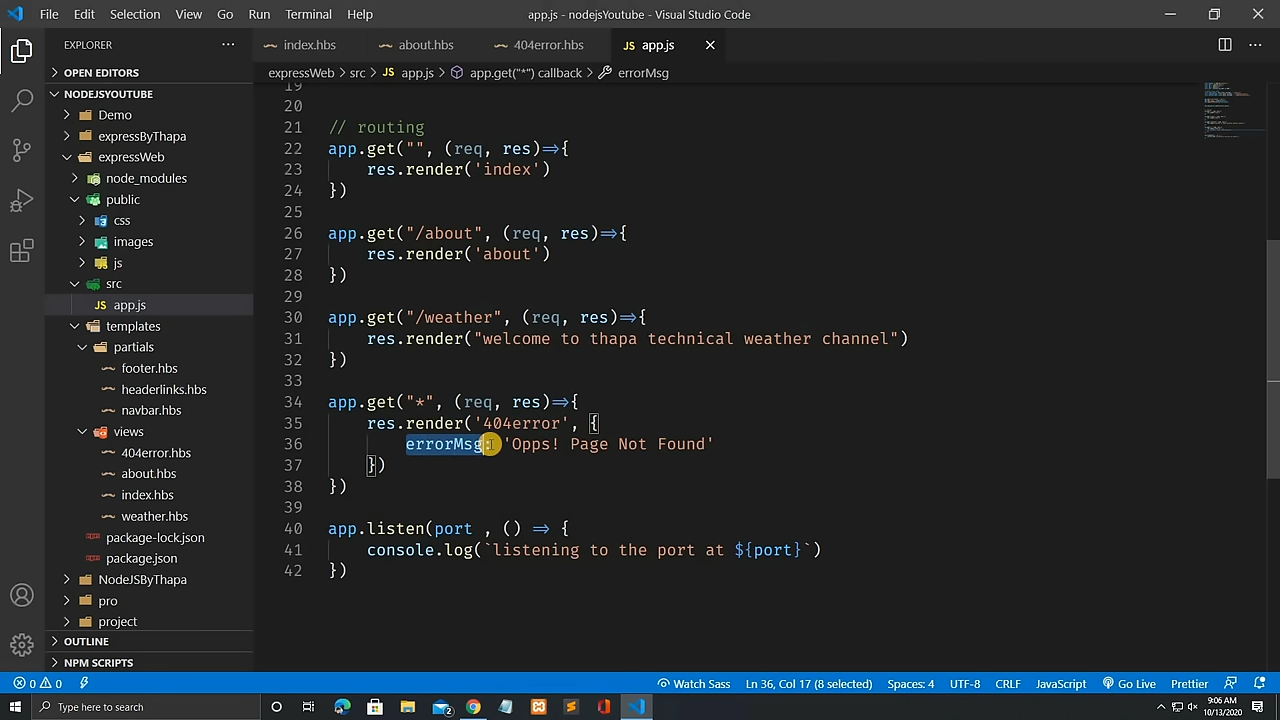 File Edit Selection View Go Run Terminal Help app.js - nodejsYoutube - Visual Studio Code
EXPLORER
index.hbs about.hbs 404error.hbs JS app.js
expressWeb > src > JS app.js > app.get("*") callback > errorMsg
OPEN EDITORS
NODEJSYOUTUBE
Demo
expressByThapa
expressWeb
node_modules
public
css
images
js
src
JS app.js
templates
partials
footer.hbs
headerlinks.hbs
navbar.hbs
views
404error.hbs
about.hbs
index.hbs
weather.hbs
package-lock.json
package.json
NodeJSByThapa
pro
project
OUTLINE
NPM SCRIPTS
19
20
21 // routing
22 app.get("", (req, res)=>{
23 res.render('index')
24 })
25
26 app.get("/about", (req, res)=>{
27 res.render('about')
28 })
29
30 app.get("/weather", (req, res)=>{
31 res.render("welcome to thapa technical weather channel")
32 })
33
34 app.get("*", (req, res)=>{
35 res.render('404error', {
36 errorMsg: 'Opps! Page Not Found'
37 })
38 })
39
40 app.listen(port , () => {
41 console.log(`listening to the port at ${port}`)
42 })
0 0 Watch Sass Ln 36, Col 17 (8 selected) Spaces: 4 UTF-8 CRLF JavaScript Go Live Prettier
Type here to search 2 9:06 AM
10/13/2020